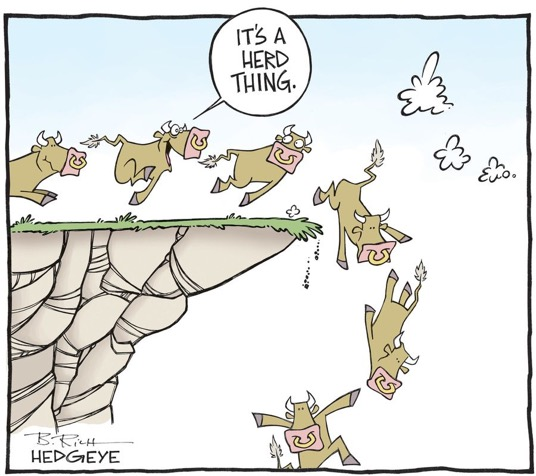 IT'S A
HERD
THING.
B. RICH
HEDGEYE